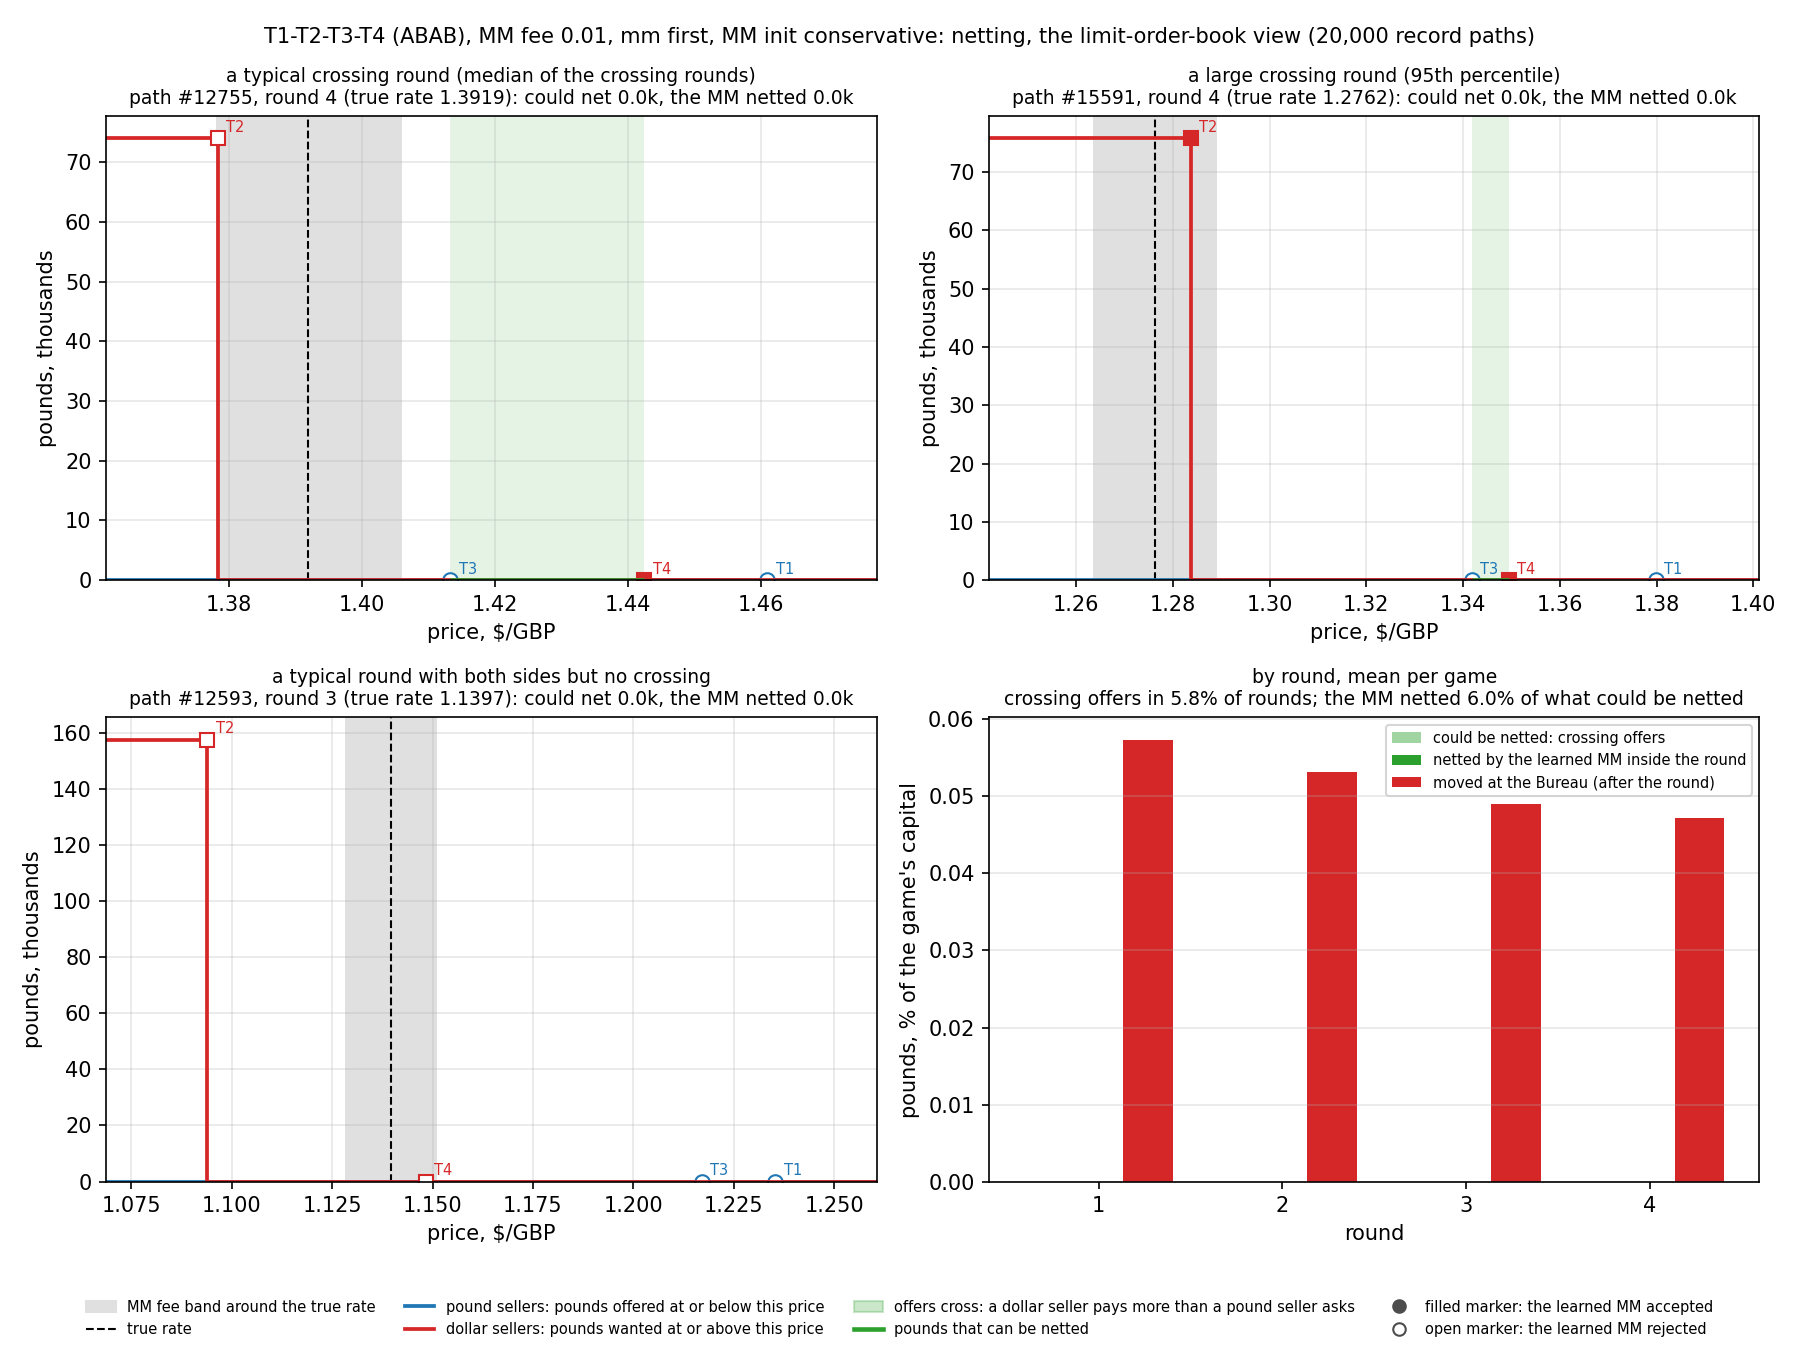 T1-T2-T3-T4 (ABAB), MM fee 0.01, mm first, MM init conservative: netting, the limit-order-book view (20,000 record paths)
a typical crossing round (median of the crossing rounds)
path #12755, round 4 (true rate 1.3919): could net 0.0k, the MM netted 0.0k
pounds, thousands
70
60
50
40
30
20
10
0
T2
T3
T4
T1
1.38
1.40
1.42
1.44
1.46
price, $/GBP
a large crossing round (95th percentile)
path #15591, round 4 (true rate 1.2762): could net 0.0k, the MM netted 0.0k
pounds, thousands
70
60
50
40
30
20
10
0
T2
T3
T4
T1
1.26
1.28
1.30
1.32
1.34
1.36
1.38
1.40
price, $/GBP
a typical round with both sides but no crossing
path #12593, round 3 (true rate 1.1397): could net 0.0k, the MM netted 0.0k
pounds, thousands
160
140
120
100
80
60
40
20
0
T2
T4
T3
T1
1.075
1.100
1.125
1.150
1.175
1.200
1.225
1.250
price, $/GBP
by round, mean per game
crossing offers in 5.8% of rounds; the MM netted 6.0% of what could be netted
pounds, % of the game's capital
0.06
0.05
0.04
0.03
0.02
0.01
0.00
could be netted: crossing offers
netted by the learned MM inside the round
moved at the Bureau (after the round)
1
2
3
4
round
MM fee band around the true rate
true rate
pound sellers: pounds offered at or below this price
dollar sellers: pounds wanted at or above this price
offers cross: a dollar seller pays more than a pound seller asks
pounds that can be netted
filled marker: the learned MM accepted
open marker: the learned MM rejected